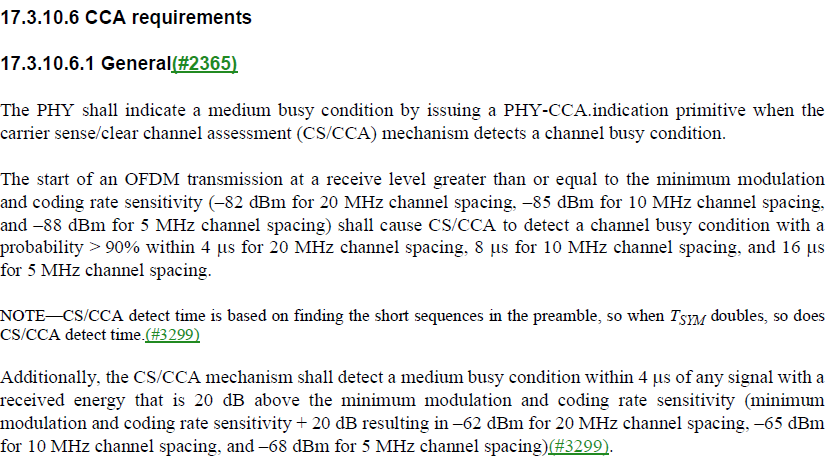 17.3.10.6 CCA requirements
17.3.10.6.1 General(#2365)
The PHY shall indicate a medium busy condition by issuing a PHY-CCA.indication primitive when the
carrier sense/clear channel assessment (CS/CCA) mechanism detects a channel busy condition.
The start of an OFDM transmission at a receive level greater than or equal to the minimum modulation
and coding rate sensitivity (–82 dBm for 20 MHz channel spacing, –85 dBm for 10 MHz channel spacing,
and –88 dBm for 5 MHz channel spacing) shall cause CS/CCA to detect a channel busy condition with a
probability > 90% within 4 μs for 20 MHz channel spacing, 8 μs for 10 MHz channel spacing, and 16 μs
for 5 MHz channel spacing.
NOTE—CS/CCA detect time is based on finding the short sequences in the preamble, so when TSYM doubles, so does
CS/CCA detect time.(#3299)
Additionally, the CS/CCA mechanism shall detect a medium busy condition within 4 μs of any signal with a
received energy that is 20 dB above the minimum modulation and coding rate sensitivity (minimum
modulation and coding rate sensitivity + 20 dB resulting in –62 dBm for 20 MHz channel spacing, –65 dBm
for 10 MHz channel spacing, and –68 dBm for 5 MHz channel spacing)(#3299).